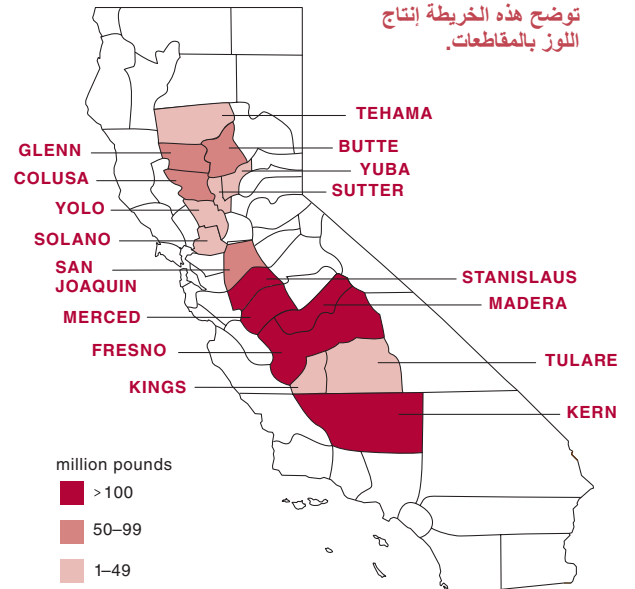 توضح هذه الخريطة إنتاج
اللوز بالمقاطعات.
TEHAMA
BUTTE
GLENN
YUBA
COLUSA
SUTTER
YOLO
SOLANO
SAN
JOAQUIN
STANISLAUS
MADERA
MERCED
FRESNO
TULARE
KINGS
KERN
million pounds
>100
50–99
1–49